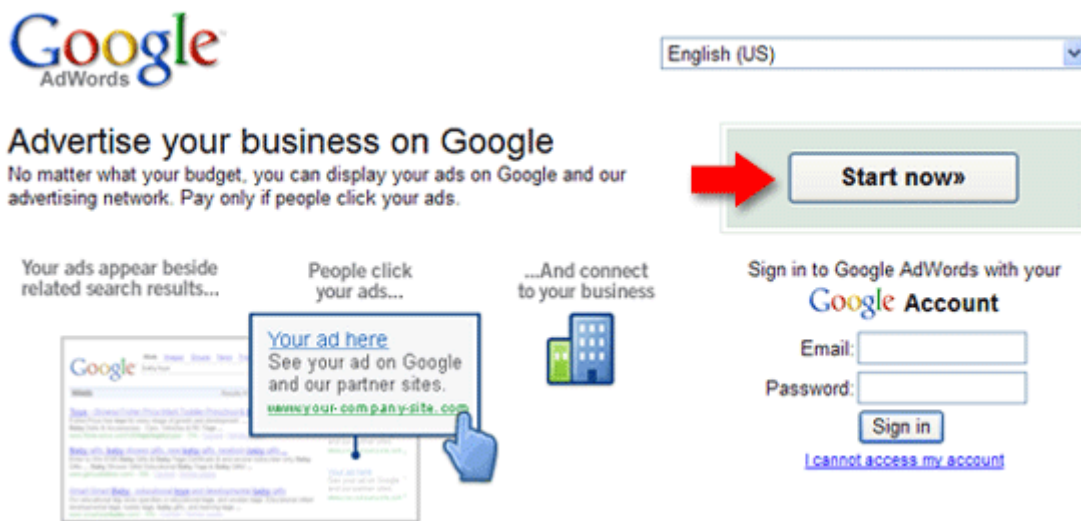 Google
AdWords
English (US)
Advertise your business on Google
No matter what your budget, you can display your ads on Google and our
advertising network. Pay only if people click your ads.
Start now»
Your ads appear beside
related search results...
People click
your ads...
...And connect
to your business
Google
Your ad here
See your ad on Google
and our partner sites.
www.your-company-site.com
Sign in to Google AdWords with your
Google Account
Email:
Password:
Sign in
I cannot access my account